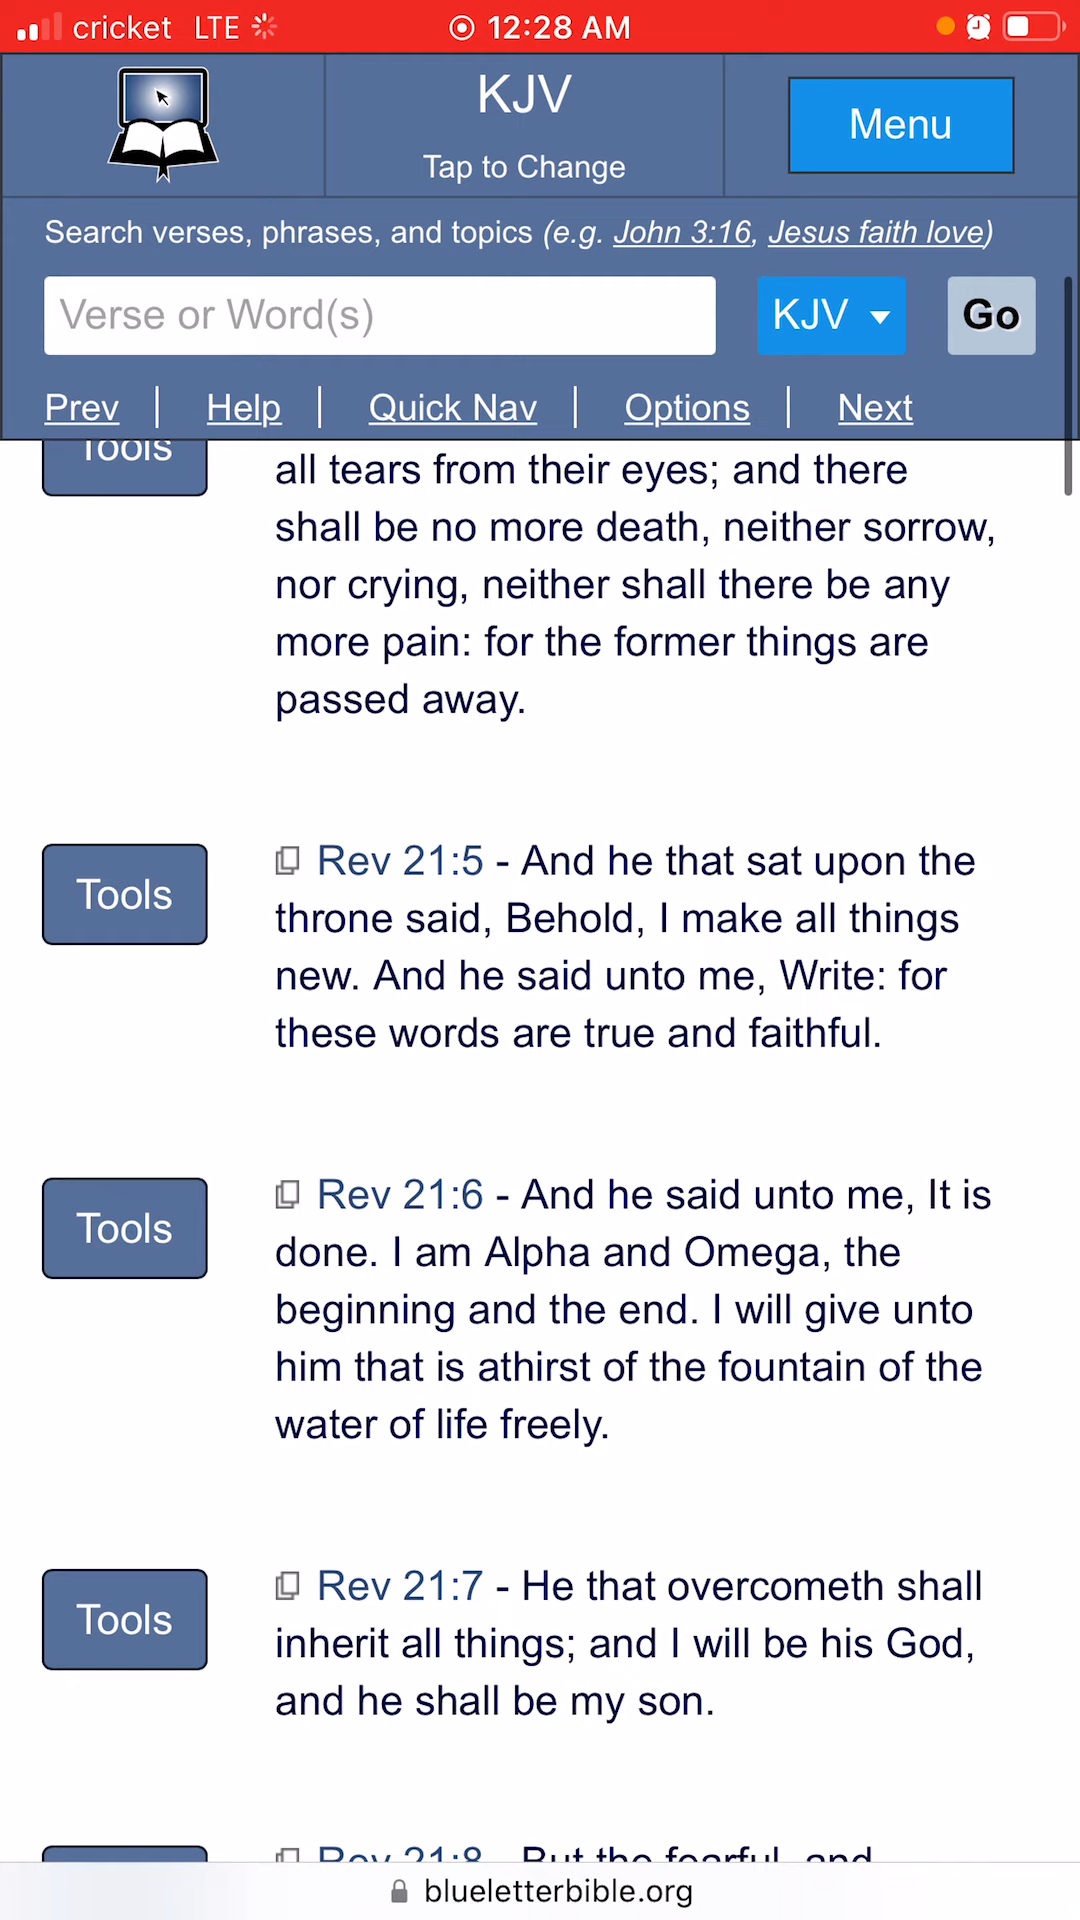 cricket LTE 12:28 AM
KJV
Tap to Change
Menu
Search verses, phrases, and topics (e.g. John 3:16, Jesus faith love)
Verse or Word(s) KJV Go
Prev | Help | Quick Nav | Options | Next
Tools
all tears from their eyes; and there
shall be no more death, neither sorrow,
nor crying, neither shall there be any
more pain: for the former things are
passed away.
Tools
Rev 21:5 - And he that sat upon the
throne said, Behold, I make all things
new. And he said unto me, Write: for
these words are true and faithful.
Tools
Rev 21:6 - And he said unto me, It is
done. I am Alpha and Omega, the
beginning and the end. I will give unto
him that is athirst of the fountain of the
water of life freely.
Tools
Rev 21:7 - He that overcometh shall
inherit all things; and I will be his God,
and he shall be my son.
Rev 21:8 - But the fearful, and
blueletterbible.org